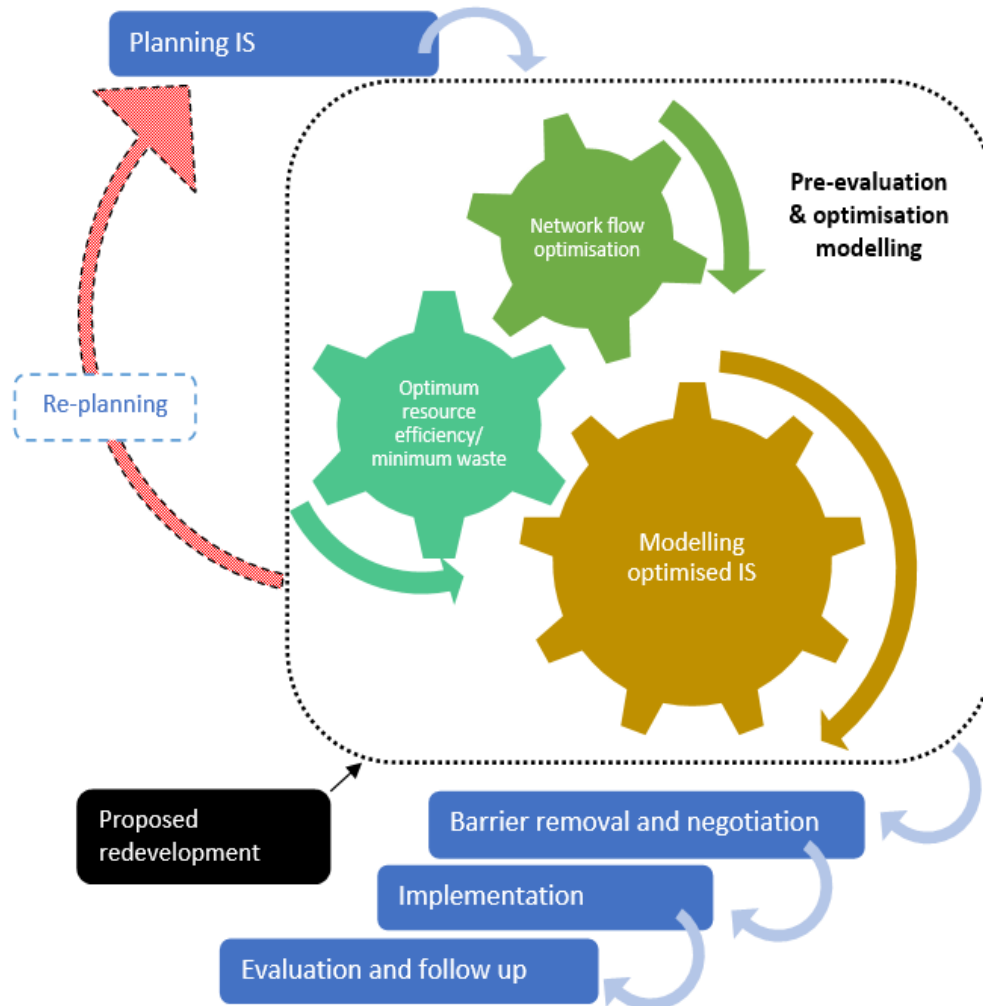 Planning IS
Pre-evaluation
& optimisation
modelling
Network flow
optimisation
Optimum
resource
efficiency/
minimum waste
Re-planning
Modelling
optimised IS
Proposed
redevelopment
Barrier removal and negotiation
Implementation
Evaluation and follow up